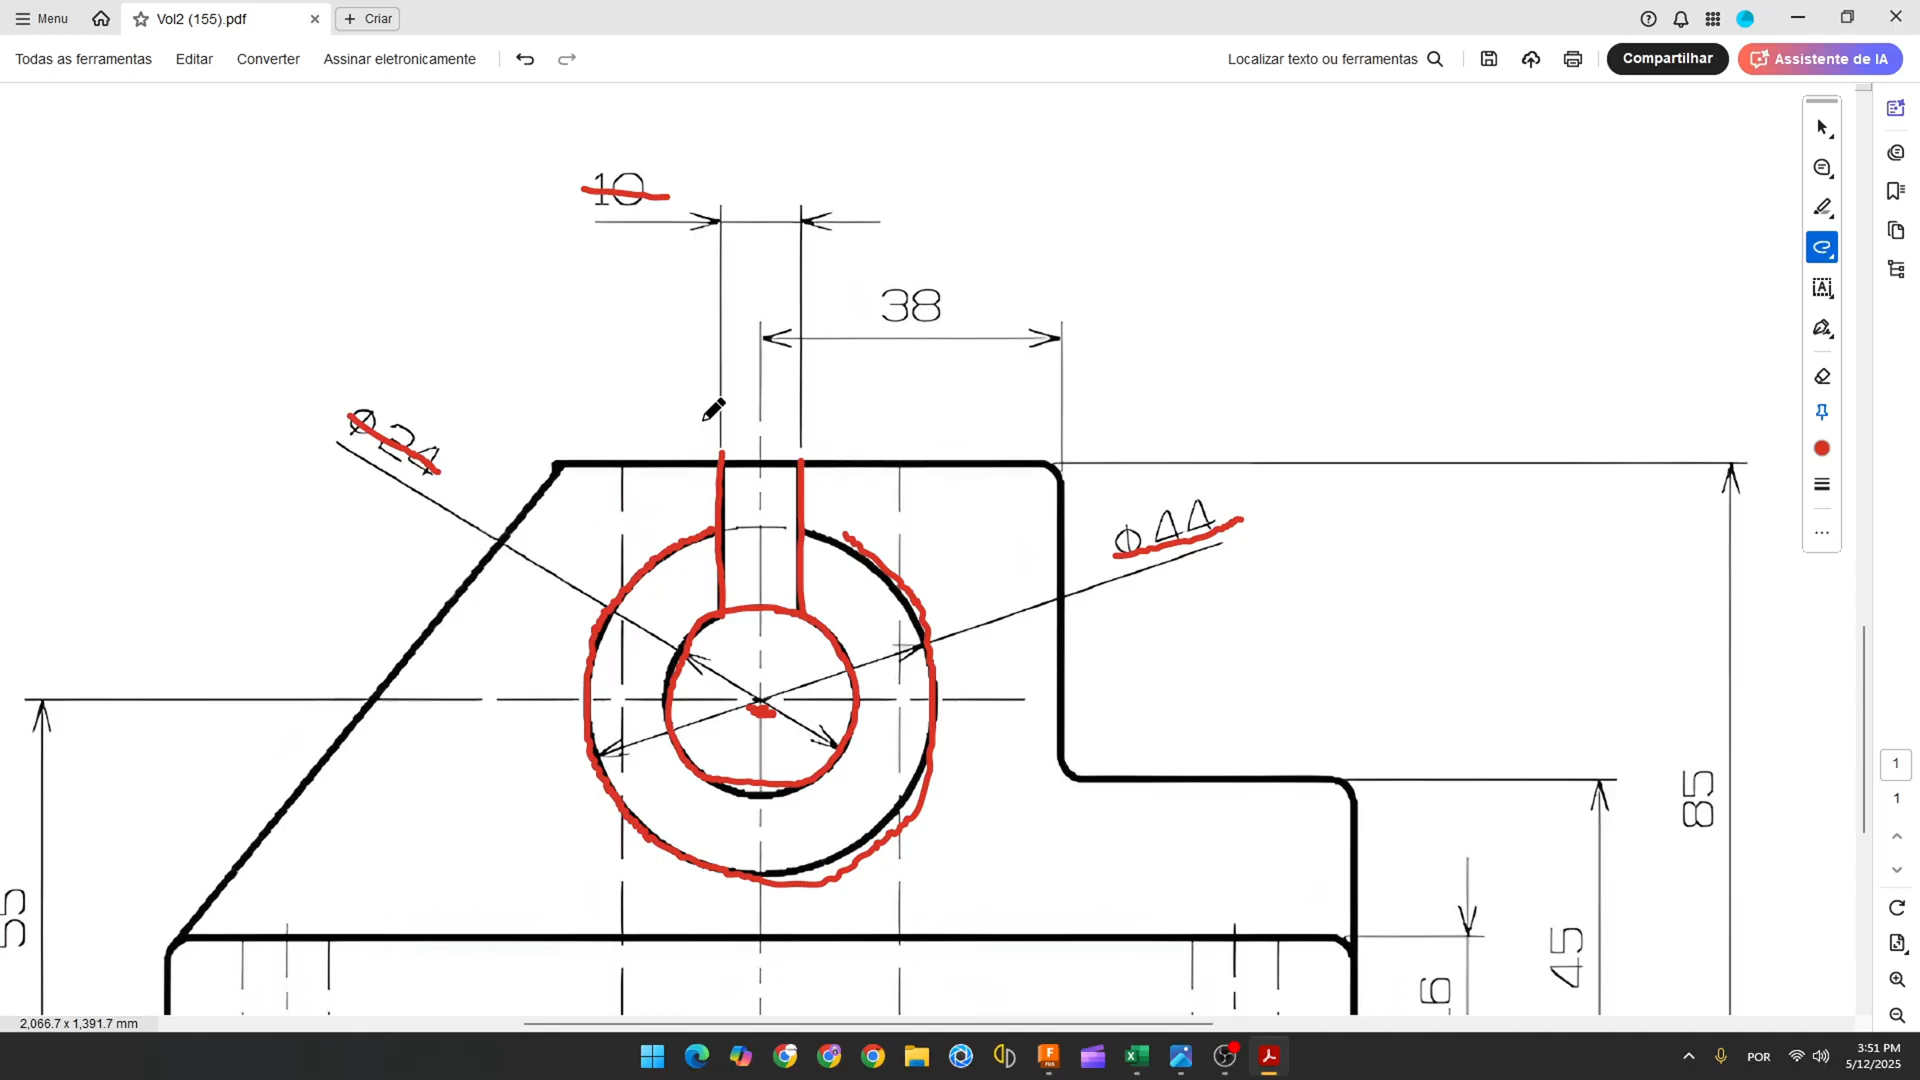 Menu
Vol2 (155).pdf
Criar
Todas as ferramentas
Editar
Converter
Assinar eletronicamente
Localizar texto ou ferramentas
Compartilhar
Assistente de IA
10
38
Ø24
Ø44
85
55
45
6
1
1
2,066.7 x 1,391.7 mm
POR
3:51 PM
5/12/2025